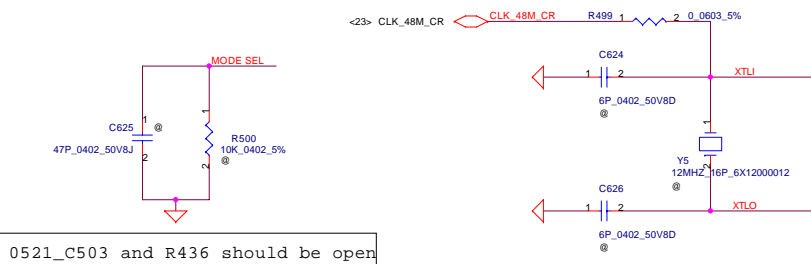 <23> CLK_48M_CR
CLK_48M_CR
R499 1 2 0_0603_5%
C624
1 2
6P_0402_50V8D
@
XTLI
MODE SEL
C625
1
2
@
47P_0402_50V8J
1
2
R500
10K_0402_5%
@
1
2
Y5
12MHZ_16P_6X12000012
@
C626
1 2
6P_0402_50V8D
@
XTLO
0521_C503 and R436 should be open